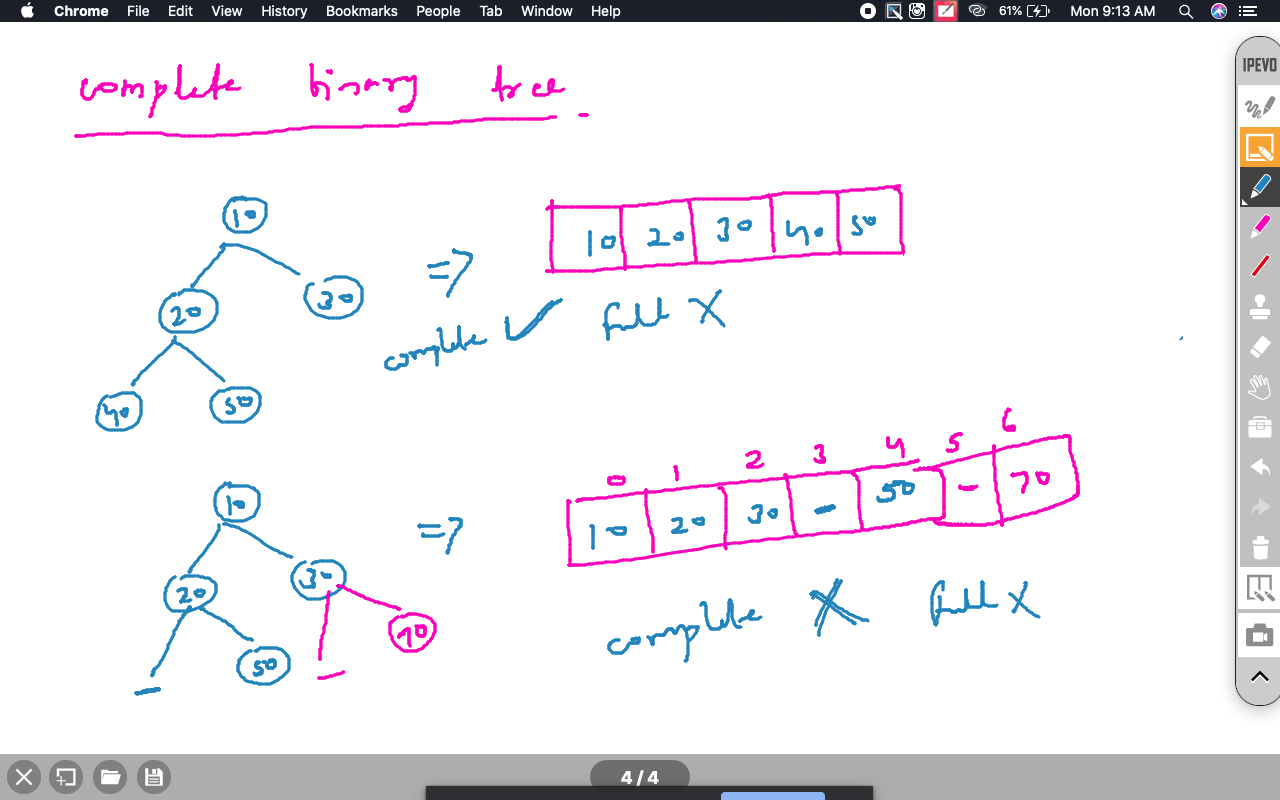 Chrome File Edit View History Bookmarks People Tab Window Help 61% Mon 9:13 AM
IPEVO
complete binary tree.
10
20 30
40 50
=>
10 20 30 40 50
complete ✓ full X
10
20 30
- 50 - 70
=>
0 1 2 3 4 5 6
10 20 30 - 50 - 70
complete X full X
4 / 4